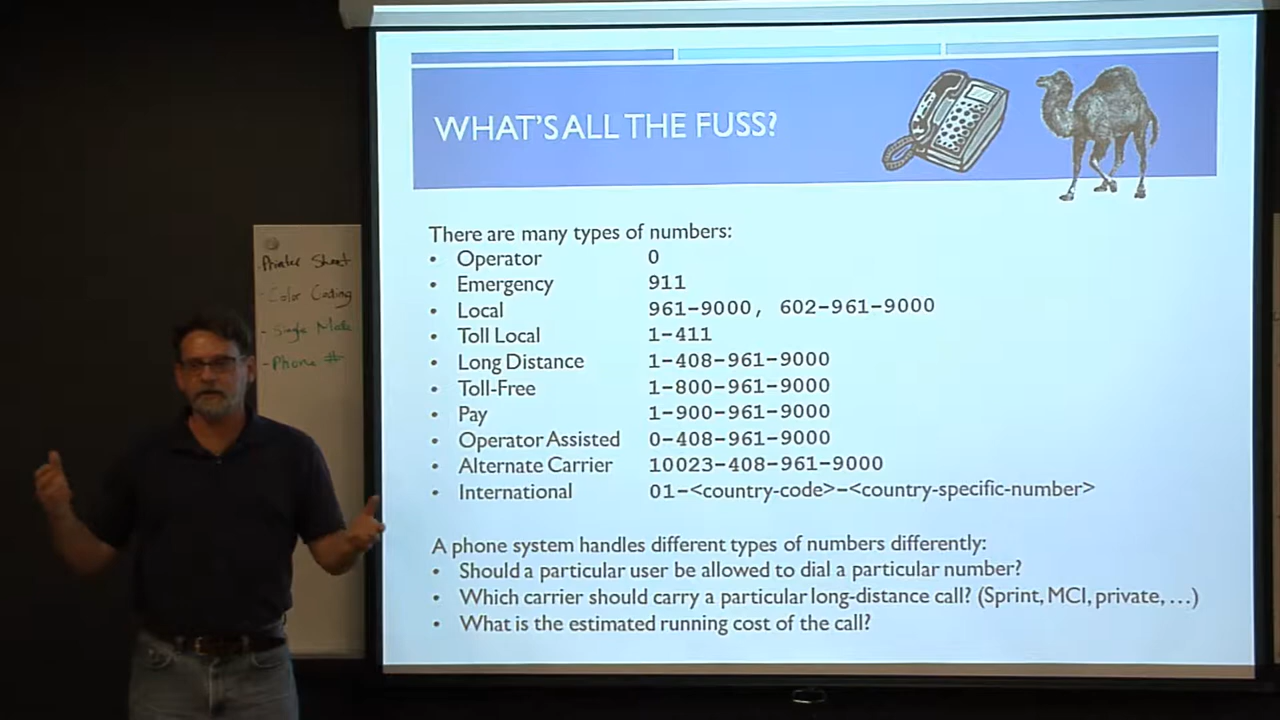 WHAT'S ALL THE FUSS?
There are many types of numbers:
• Operator 0
• Emergency 911
• Local 961-9000, 602-961-9000
• Toll Local 1-411
• Long Distance 1-408-961-9000
• Toll-Free 1-800-961-9000
• Pay 1-900-961-9000
• Operator Assisted 0-408-961-9000
• Alternate Carrier 10023-408-961-9000
• International 01-<country-code>-<country-specific-number>
A phone system handles different types of numbers differently:
• Should a particular user be allowed to dial a particular number?
• Which carrier should carry a particular long-distance call? (Sprint, MCI, private, …)
• What is the estimated running cost of the call?
- Printer Sheet
- Color Coding
- Single Mode
- Phone #